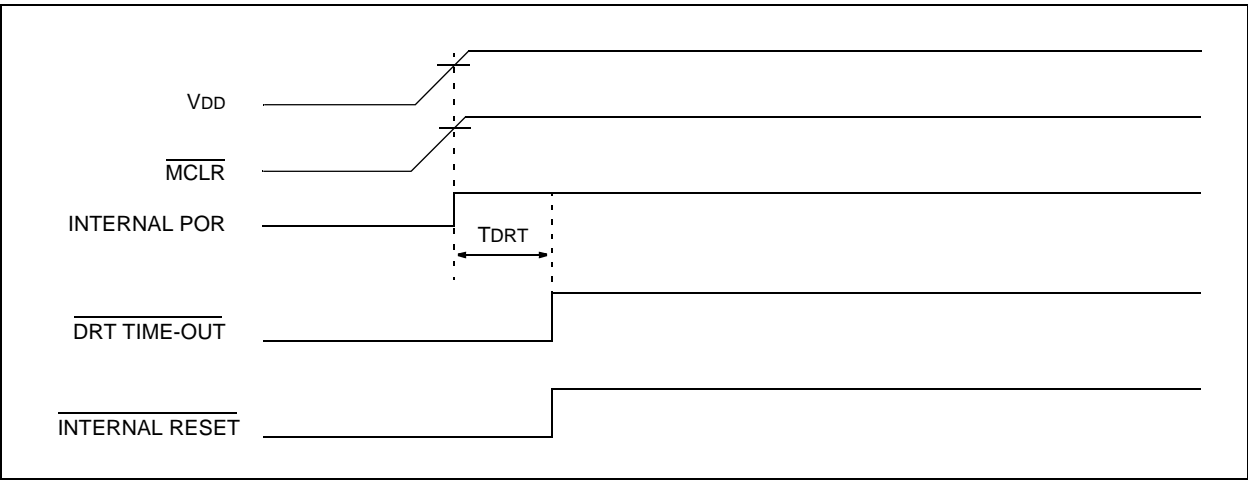 VDD
MCLR
INTERNAL POR
TDRT
DRT TIME-OUT
INTERNAL RESET